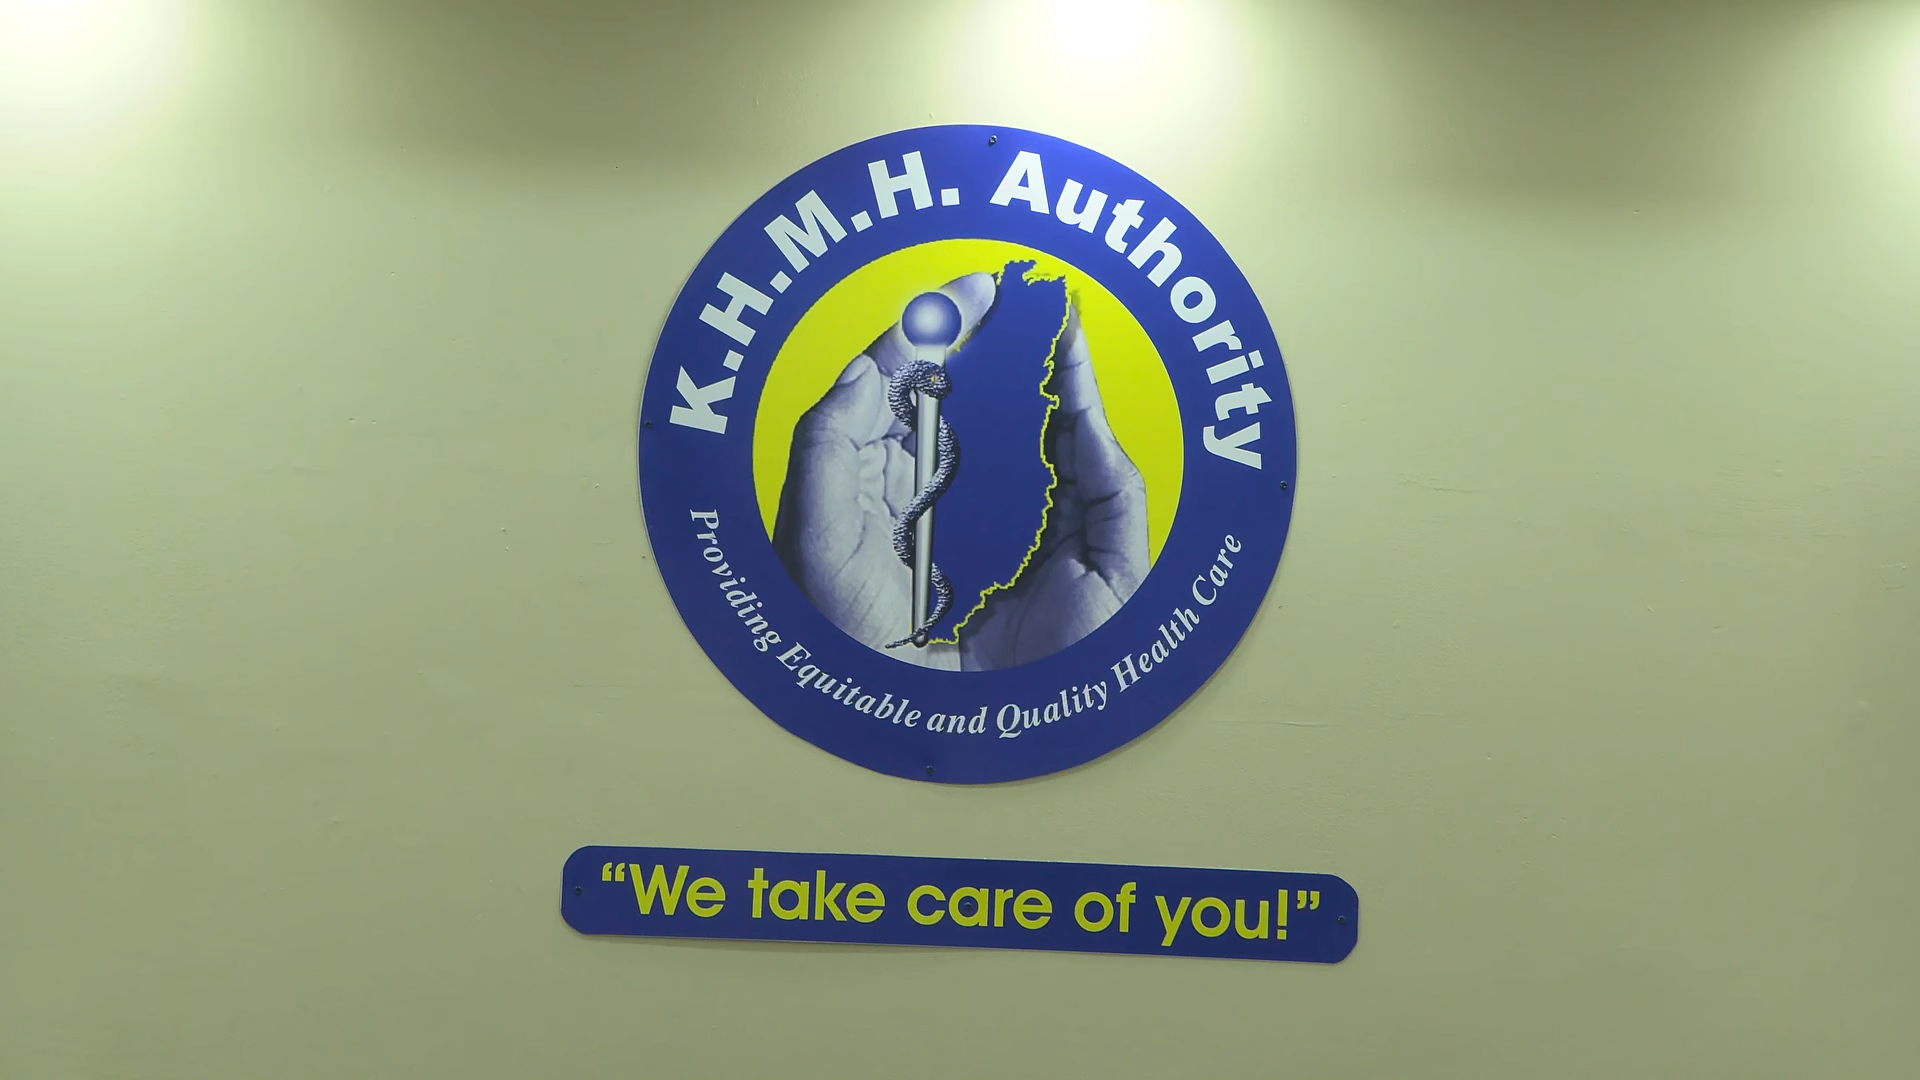 K.H.M.H. Authority
Providing Equitable and Quality Health Care
“We take care of you!”